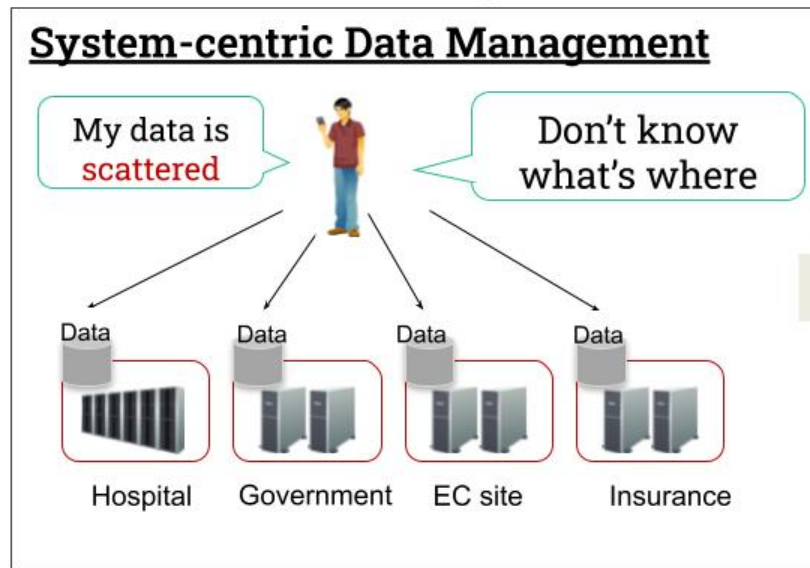 System-centric Data Management
My data is
scattered
Don't know
what's where
Data
Data
Data
Data
Hospital
Government
EC site
Insurance